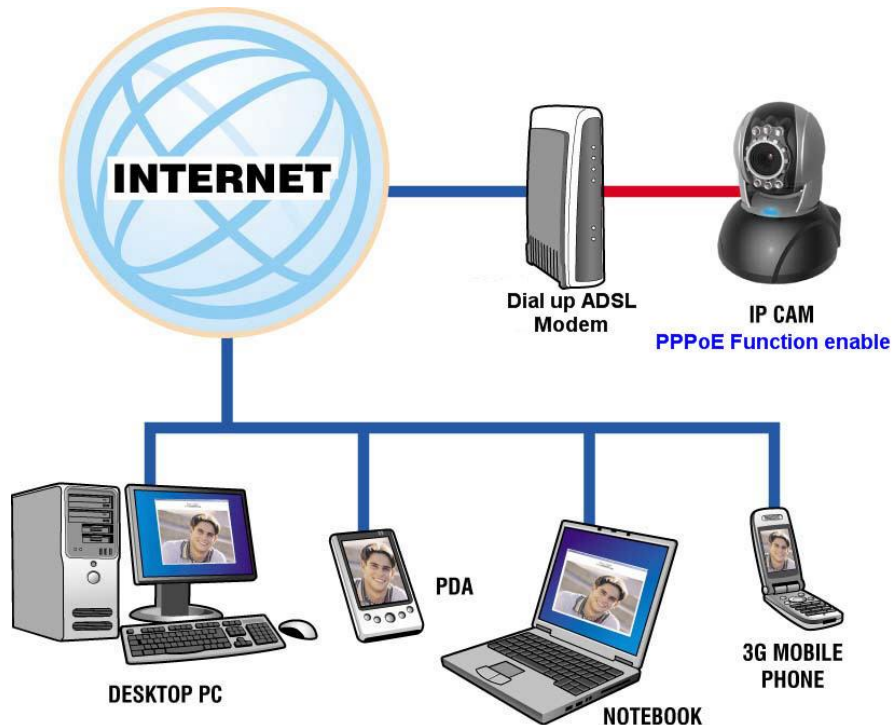 INTERNET
Dial up ADSL
Modem
IP CAM
PPPoE Function enable
DESKTOP PC
PDA
NOTEBOOK
3G MOBILE
PHONE